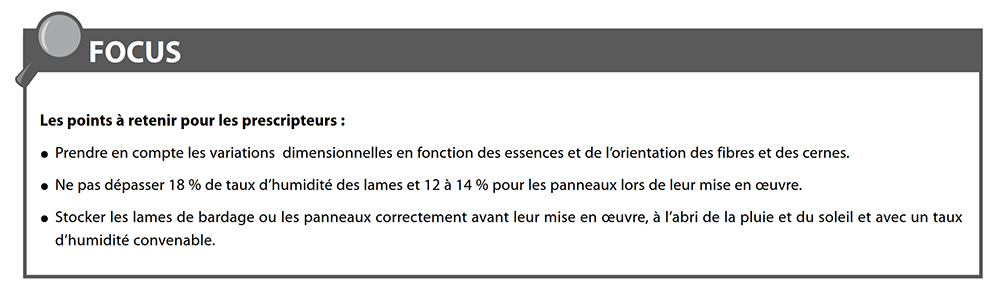 FOCUS
Les points à retenir pour les prescripteurs :
● Prendre en compte les variations dimensionnelles en fonction des essences et de l’orientation des fibres et des cernes.
● Ne pas dépasser 18 % de taux d’humidité des lames et 12 à 14 % pour les panneaux lors de leur mise en œuvre.
● Stocker les lames de bardage ou les panneaux correctement avant leur mise en œuvre, à l’abri de la pluie et du soleil et avec un taux
d’humidité convenable.